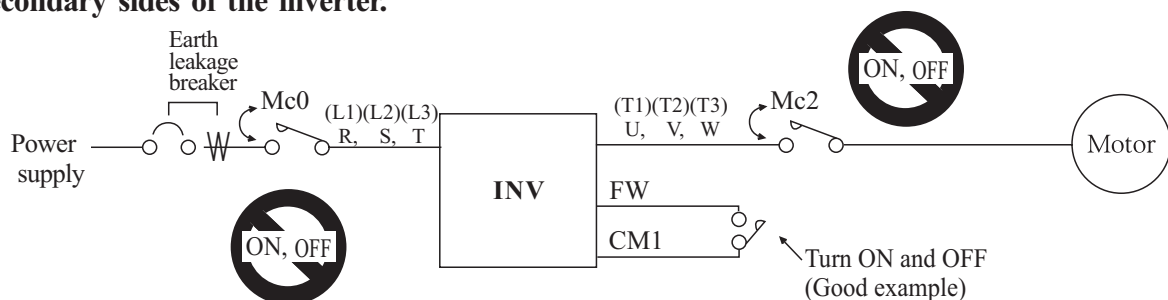 secondary sides of the inverter.
Earth
leakage
breaker
Mc0
(L1)(L2)(L3)
R, S, T
Power
supply
ON, OFF
INV
(T1)(T2)(T3)
U, V, W
Mc2
ON, OFF
Motor
FW
CM1
Turn ON and OFF
(Good example)